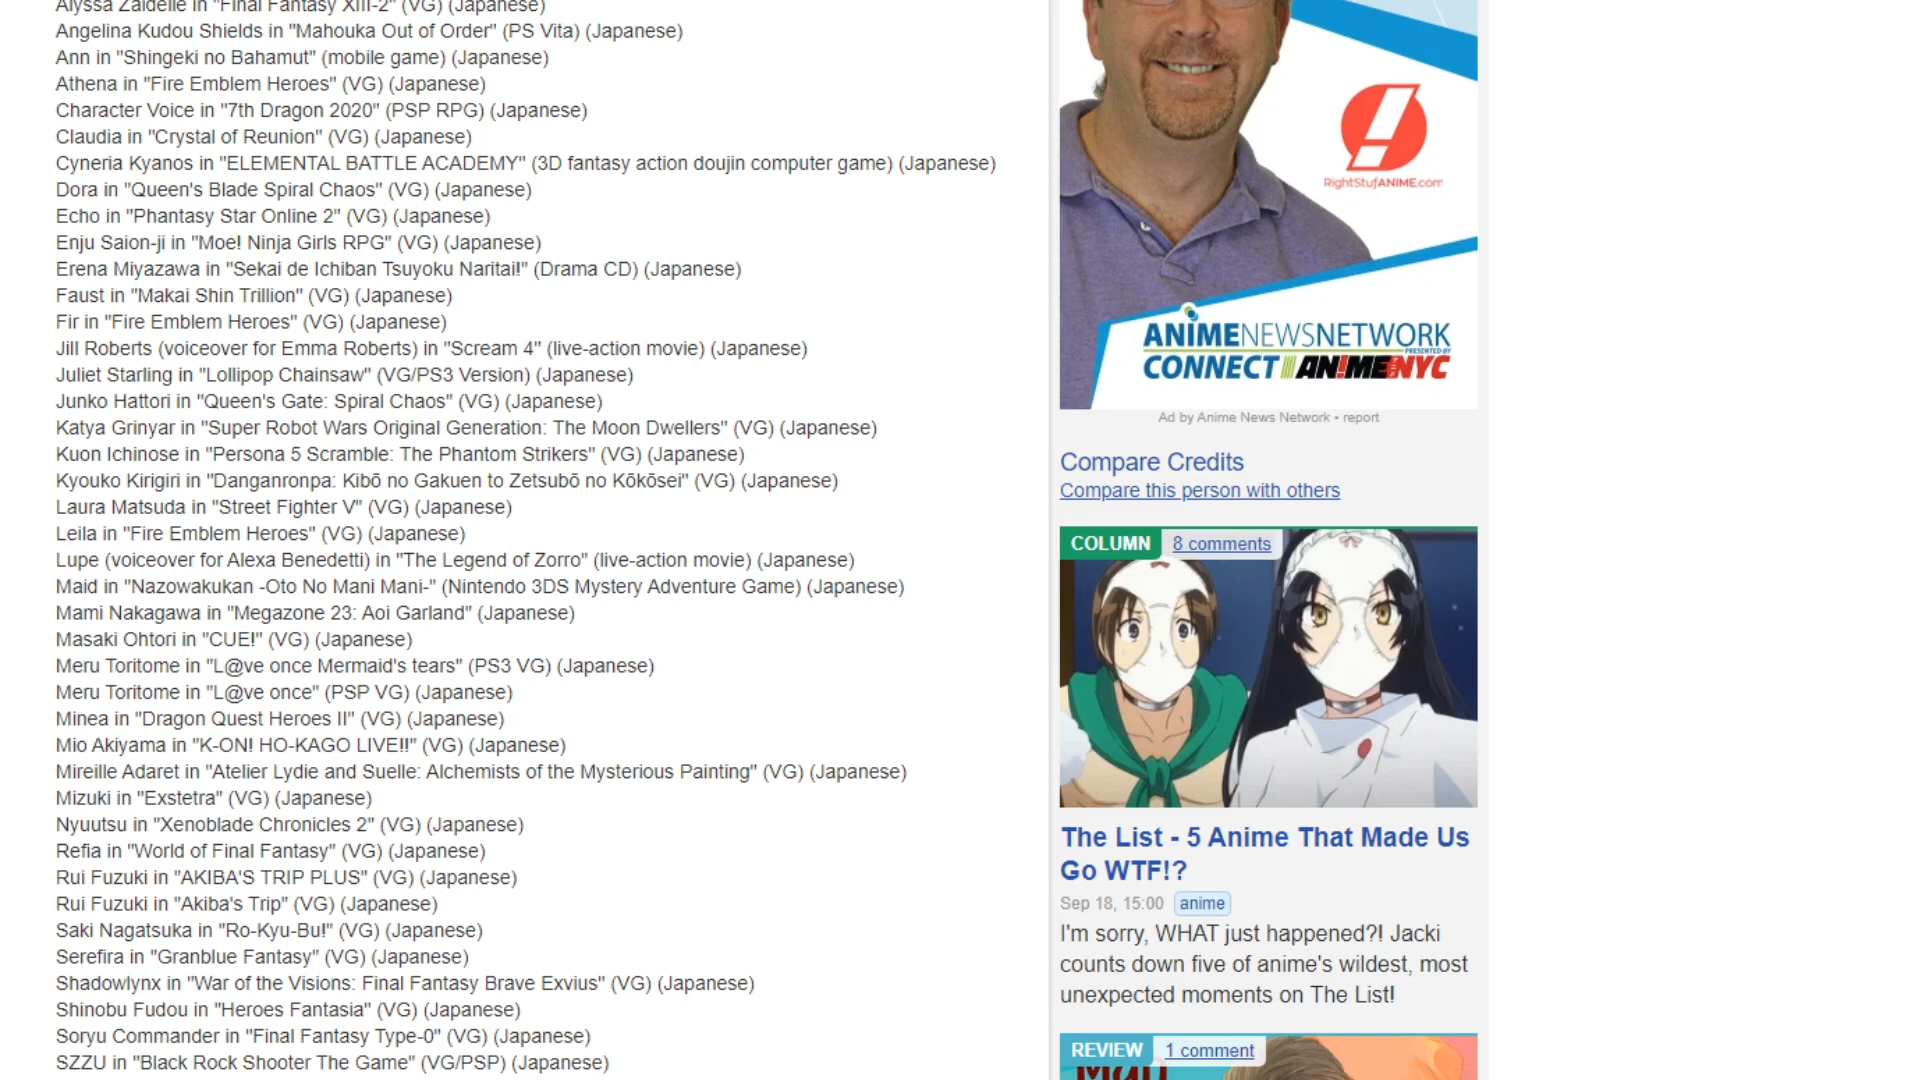 Alyssa Zaidelle in "Final Fantasy XIII-2" (VG) (Japanese)
Angelina Kudou Shields in "Mahouka Out of Order" (PS Vita) (Japanese)
Ann in "Shingeki no Bahamut" (mobile game) (Japanese)
Athena in "Fire Emblem Heroes" (VG) (Japanese)
Character Voice in "7th Dragon 2020" (PSP RPG) (Japanese)
Claudia in "Crystal of Reunion" (VG) (Japanese)
Cyneria Kyanos in "ELEMENTAL BATTLE ACADEMY" (3D fantasy action doujin computer game) (Japanese)
Dora in "Queen's Blade Spiral Chaos" (VG) (Japanese)
Echo in "Phantasy Star Online 2" (VG) (Japanese)
Enju Saion-ji in "Moe! Ninja Girls RPG" (VG) (Japanese)
Erena Miyazawa in "Sekai de Ichiban Tsuyoku Naritai!" (Drama CD) (Japanese)
Faust in "Makai Shin Trillion" (VG) (Japanese)
Fir in "Fire Emblem Heroes" (VG) (Japanese)
Jill Roberts (voiceover for Emma Roberts) in "Scream 4" (live-action movie) (Japanese)
Juliet Starling in "Lollipop Chainsaw" (VG/PS3 Version) (Japanese)
Junko Hattori in "Queen's Gate: Spiral Chaos" (VG) (Japanese)
Katya Grinyar in "Super Robot Wars Original Generation: The Moon Dwellers" (VG) (Japanese)
Kuon Ichinose in "Persona 5 Scramble: The Phantom Strikers" (VG) (Japanese)
Kyouko Kirigiri in "Danganronpa: Kibō no Gakuen to Zetsubō no Kōkōsei" (VG) (Japanese)
Laura Matsuda in "Street Fighter V" (VG) (Japanese)
Leila in "Fire Emblem Heroes" (VG) (Japanese)
Lupe (voiceover for Alexa Benedetti) in "The Legend of Zorro" (live-action movie) (Japanese)
Maid in "Nazowakukan -Oto No Mani Mani-" (Nintendo 3DS Mystery Adventure Game) (Japanese)
Mami Nakagawa in "Megazone 23: Aoi Garland" (Japanese)
Masaki Ohtori in "CUE!" (VG) (Japanese)
Meru Toritome in "L@ve once Mermaid's tears" (PS3 VG) (Japanese)
Meru Toritome in "L@ve once" (PSP VG) (Japanese)
Minea in "Dragon Quest Heroes II" (VG) (Japanese)
Mio Akiyama in "K-ON! HO-KAGO LIVE!!" (VG) (Japanese)
Mireille Adaret in "Atelier Lydie and Suelle: Alchemists of the Mysterious Painting" (VG) (Japanese)
Mizuki in "Exstetra" (VG) (Japanese)
Nyuutsu in "Xenoblade Chronicles 2" (VG) (Japanese)
Refia in "World of Final Fantasy" (VG) (Japanese)
Rui Fuzuki in "AKIBA'S TRIP PLUS" (VG) (Japanese)
Rui Fuzuki in "Akiba's Trip" (VG) (Japanese)
Saki Nagatsuka in "Ro-Kyu-Bu!" (VG) (Japanese)
Serefira in "Granblue Fantasy" (VG) (Japanese)
Shadowlynx in "War of the Visions: Final Fantasy Brave Exvius" (VG) (Japanese)
Shinobu Fudou in "Heroes Fantasia" (VG) (Japanese)
Soryu Commander in "Final Fantasy Type-0" (VG) (Japanese)
SZZU in "Black Rock Shooter The Game" (VG/PSP) (Japanese)
RightStufANIME.com
ANIMENEWSNETWORK
PRESENTED BY
CONNECT ANIMENYC
Ad by Anime News Network • report
Compare Credits
Compare this person with others
COLUMN 8 comments
The List - 5 Anime That Made Us
Go WTF!?
Sep 18, 15:00 anime
I'm sorry, WHAT just happened?! Jacki
counts down five of anime's wildest, most
unexpected moments on The List!
REVIEW 1 comment